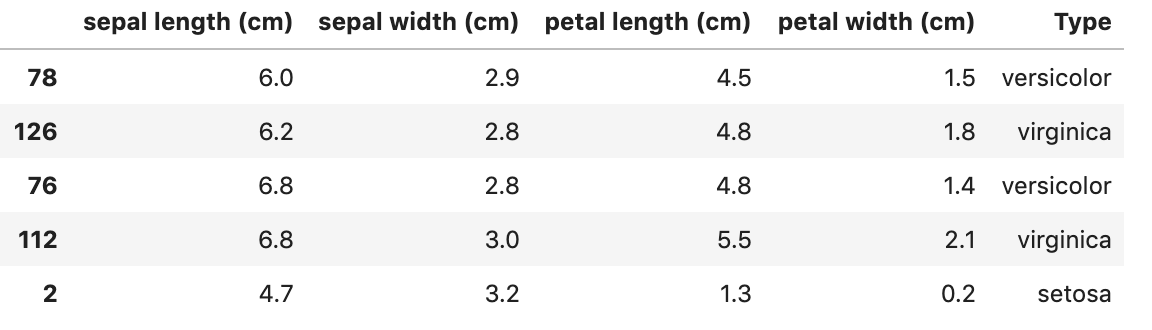 sepal length (cm) sepal width (cm) petal length (cm) petal width (cm) Type
78 6.0 2.9 4.5 1.5 versicolor
126 6.2 2.8 4.8 1.8 virginica
76 6.8 2.8 4.8 1.4 versicolor
112 6.8 3.0 5.5 2.1 virginica
2 4.7 3.2 1.3 0.2 setosa